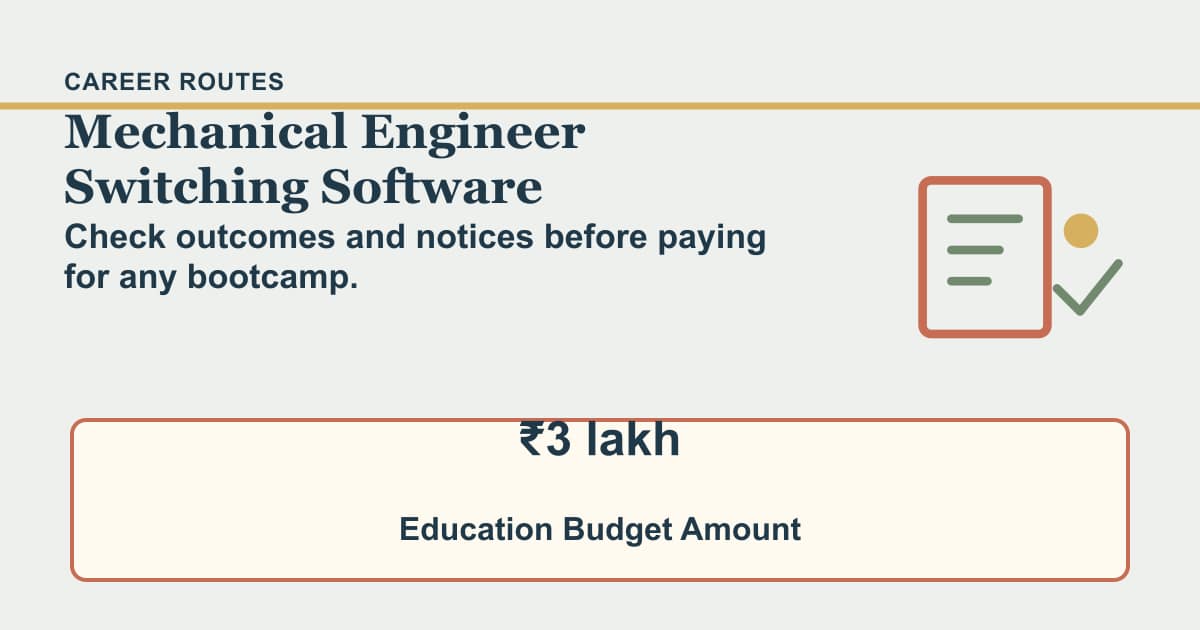 CAREER ROUTES
Mechanical Engineer
Switching Software
Check outcomes and notices before paying
for any bootcamp.
₹3 lakh
Education Budget Amount